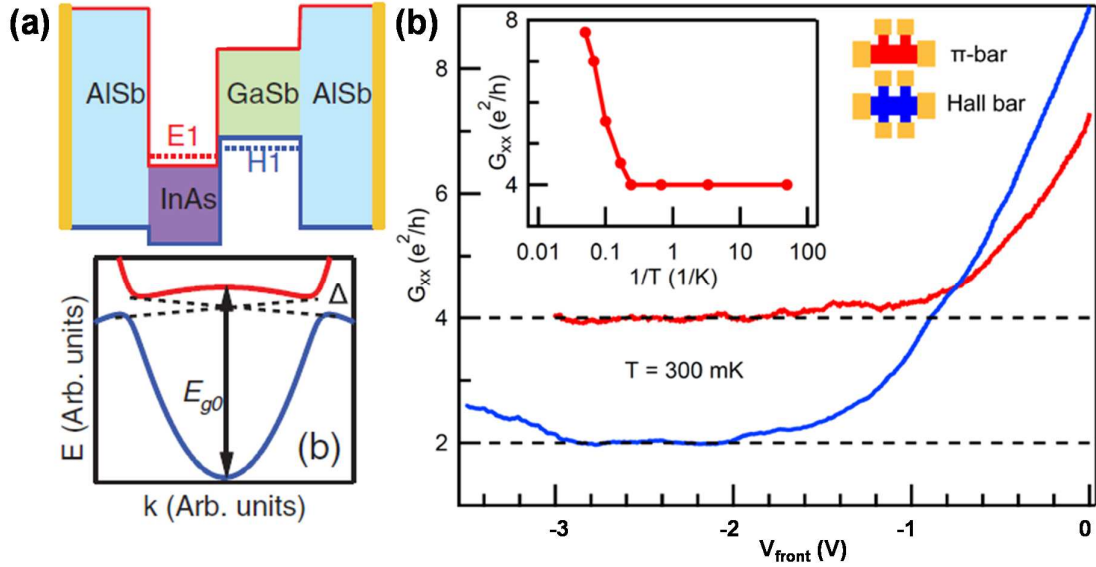 (a)
AlSb
GaSb
AlSb
E1
H1
InAs
E (Arb. units)
Δ
E_g0
(b)
k (Arb. units)
(b)
G_xx (e²/h)
8
6
4
2
8
4
G_xx (e²/h)
0.01
0.1
1
10
100
1/T (1/K)
π-bar
Hall bar
T = 300 mK
-3
-2
-1
0
V_front (V)